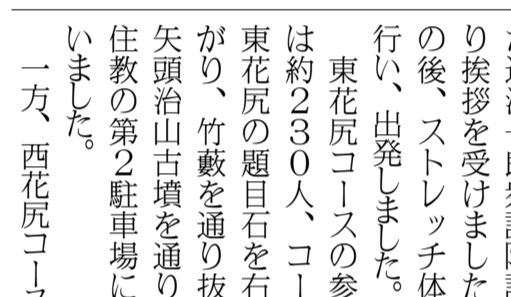 り挨拶を受けました
の後、ストレッチ体
行い、出発しました。
東花尻コースの参
は約２３０人、コー
東花尻の題目石を石
がり、竹藪を通り抜
矢頭治山古墳を通り
住教の第２駐車場に
いました。
一方、西花尻コース